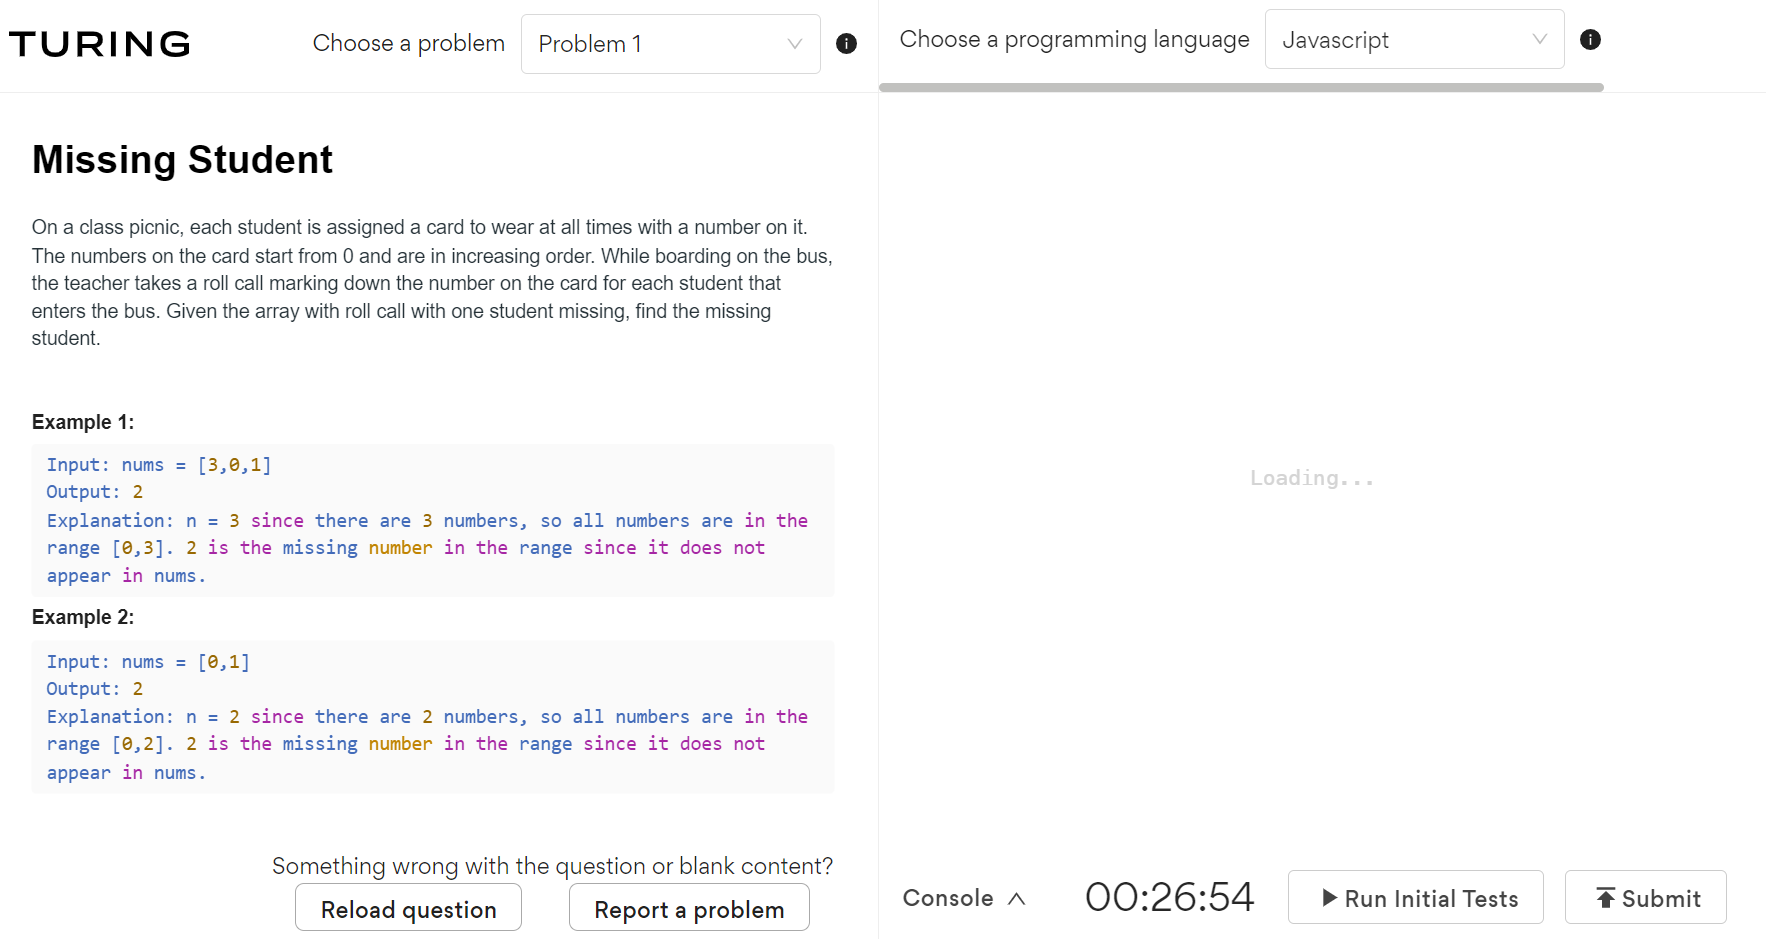 TURING
Choose a problem
Problem 1
Choose a programming language
Javascript
Missing Student
On a class picnic, each student is assigned a card to wear at all times with a number on it.
The numbers on the card start from 0 and are in increasing order. While boarding on the bus,
the teacher takes a roll call marking down the number on the card for each student that
enters the bus. Given the array with roll call with one student missing, find the missing
student.
Example 1:
Input: nums = [3,0,1]
Output: 2
Explanation: n = 3 since there are 3 numbers, so all numbers are in the
range [0,3]. 2 is the missing number in the range since it does not
appear in nums.
Example 2:
Input: nums = [0,1]
Output: 2
Explanation: n = 2 since there are 2 numbers, so all numbers are in the
range [0,2]. 2 is the missing number in the range since it does not
appear in nums.
Something wrong with the question or blank content?
Reload question
Report a problem
Loading...
Console
00:26:54
Run Initial Tests
Submit